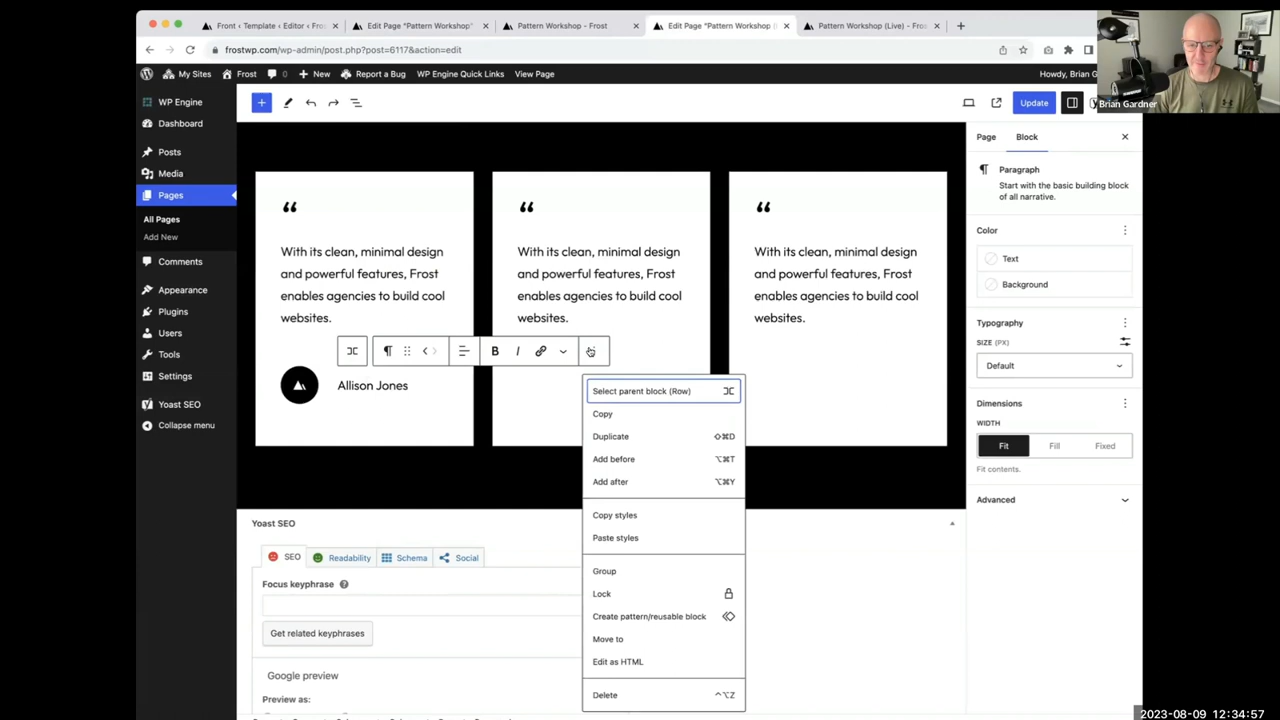 Front ‹ Template ‹ Editor ‹ Fro
Edit Page “Pattern Workshop”
Pattern Workshop - Frost
Edit Page “Pattern Workshop (
Pattern Workshop (Live) - Fros
frostwp.com/wp-admin/post.php?post=6117&action=edit
My Sites
Frost
0
New
Report a Bug
WP Engine Quick Links
View Page
Howdy, Brian G
Brian Gardner
WP Engine
Dashboard
Posts
Media
Pages
All Pages
Add New
Comments
Appearance
Plugins
Users
Tools
Settings
Yoast SEO
Collapse menu
Update
“
With its clean, minimal design
and powerful features, Frost
enables agencies to build cool
websites.
Allison Jones
“
With its clean, minimal design
and powerful features, Frost
enables agencies to build cool
websites.
“
With its clean, minimal design
and powerful features, Frost
enables agencies to build cool
websites.
B I
Select parent block (Row)
Copy
Duplicate ⇧⌘D
Add before ⌥⌘T
Add after ⌥⌘Y
Copy styles
Paste styles
Group
Lock
Create pattern/reusable block
Move to
Edit as HTML
Delete ^⌥Z
Page
Block
Paragraph
Start with the basic building block
of all narrative.
Color
Text
Background
Typography
SIZE (PX)
Default
Dimensions
WIDTH
Fit
Fill
Fixed
Fit contents.
Advanced
Yoast SEO
SEO
Readability
Schema
Social
Focus keyphrase
Get related keyphrases
Google preview
Preview as:
2023-08-09 12:34:57